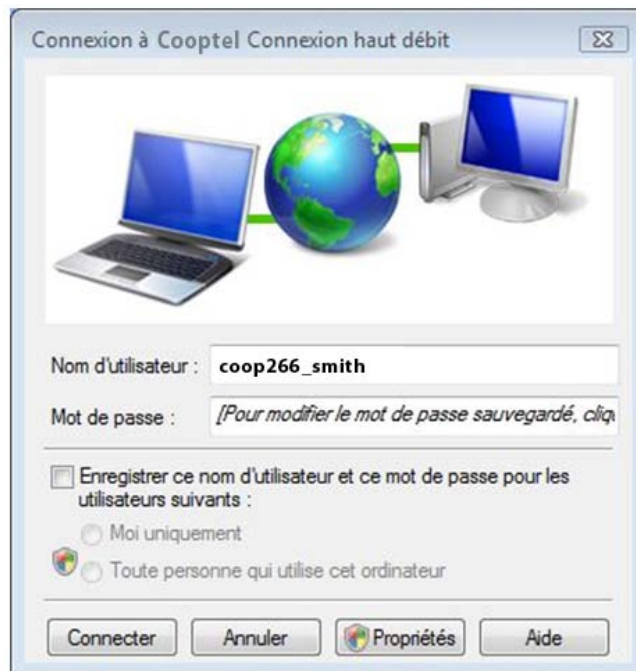 Connexion à Cooptel Connexion haut débit
Nom d'utilisateur :
coop266_smith
Mot de passe :
[Pour modifier le mot de passe sauvegardé, cliq
Enregistrer ce nom d'utilisateur et ce mot de passe pour les
utilisateurs suivants :
Moi uniquement
Toute personne qui utilise cet ordinateur
Connecter
Annuler
Propriétés
Aide